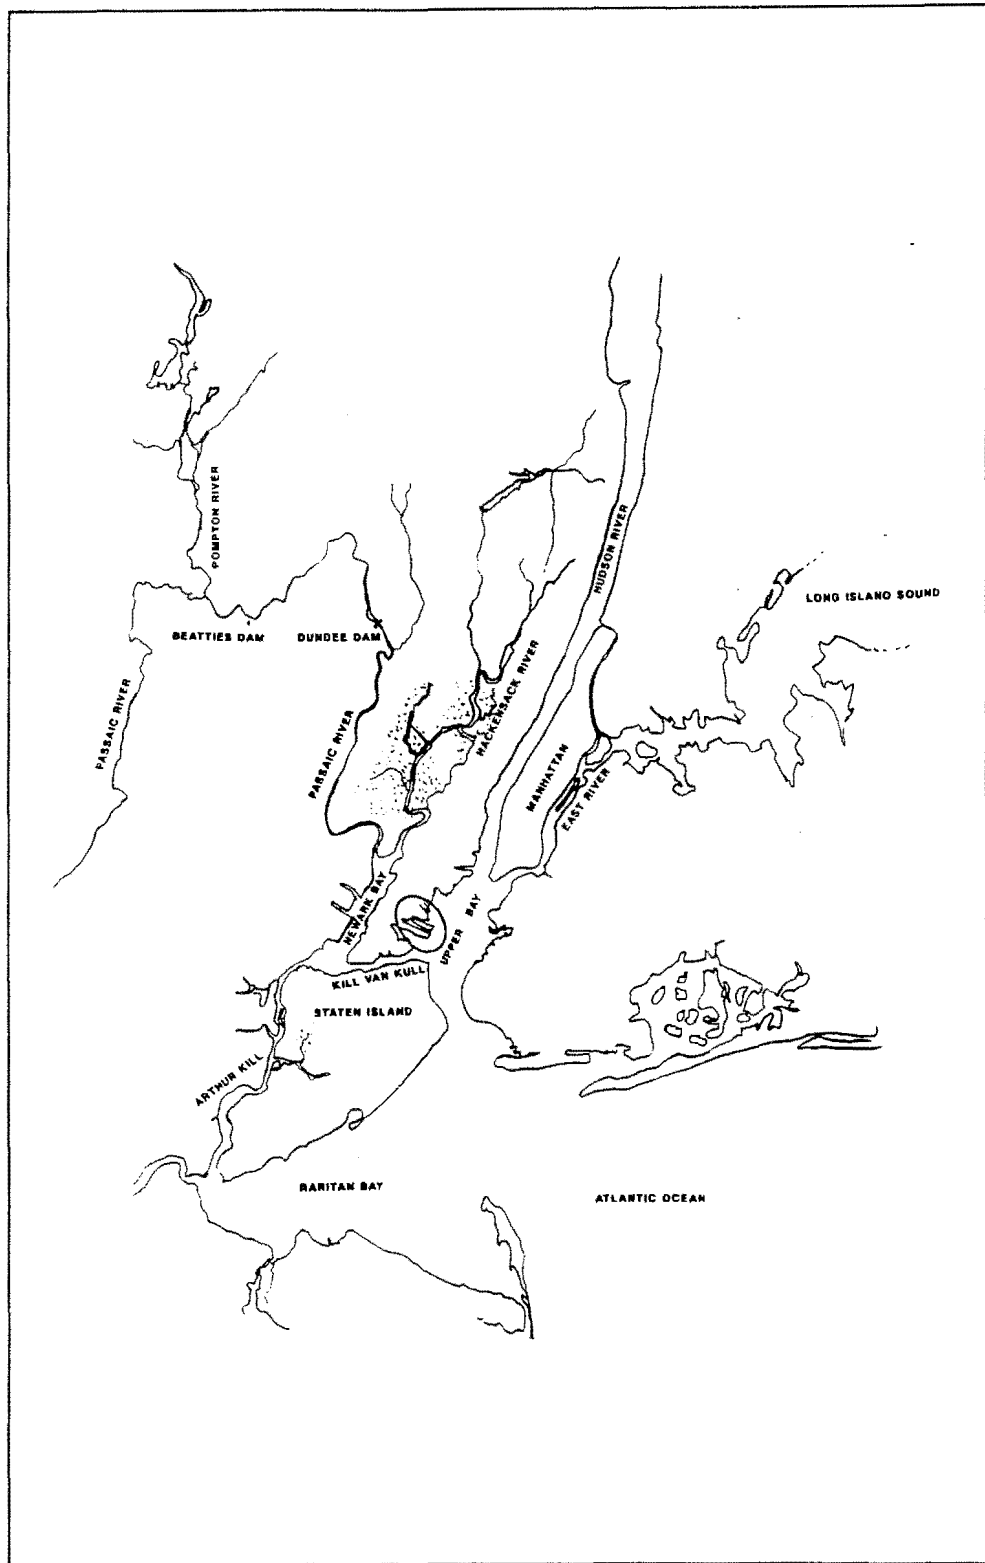 POMPTON RIVER
HUDSON RIVER
LONG ISLAND SOUND
BEATTIES DAM
DUNDEE DAM
HACKENSACK RIVER
PASSAIC RIVER
PASSAIC RIVER
MANHATTAN
EAST RIVER
NEWARK BAY
UPPER BAY
KILL VAN KULL
STATEN ISLAND
ARTHUR KILL
RARITAN BAY
ATLANTIC OCEAN